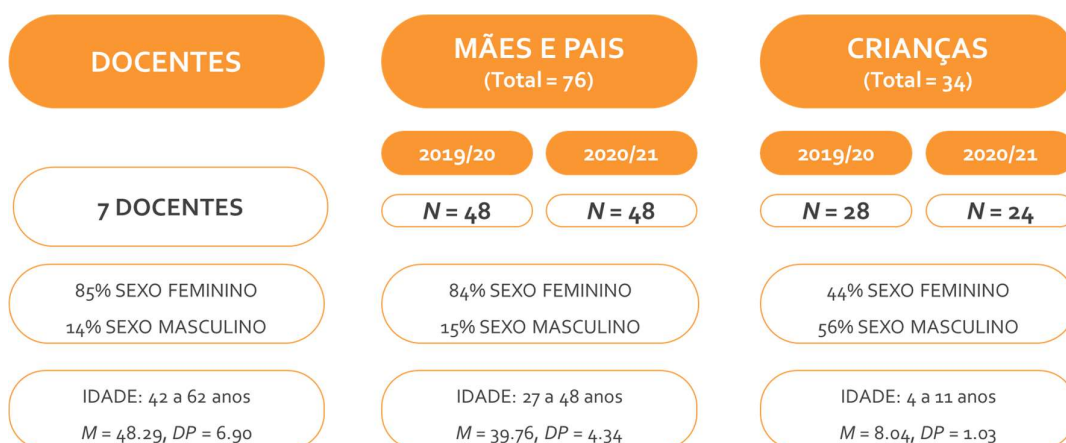 DOCENTES
7 DOCENTES
85% SEXO FEMININO
14% SEXO MASCULINO
IDADE: 42 a 62 anos
M = 48.29, DP = 6.90
MÃES E PAIS
(Total = 76)
2019/20 2020/21
N = 48 N = 48
84% SEXO FEMININO
15% SEXO MASCULINO
IDADE: 27 a 48 anos
M = 39.76, DP = 4.34
CRIANÇAS
(Total = 34)
2019/20 2020/21
N = 28 N = 24
44% SEXO FEMININO
56% SEXO MASCULINO
IDADE: 4 a 11 anos
M = 8.04, DP = 1.03